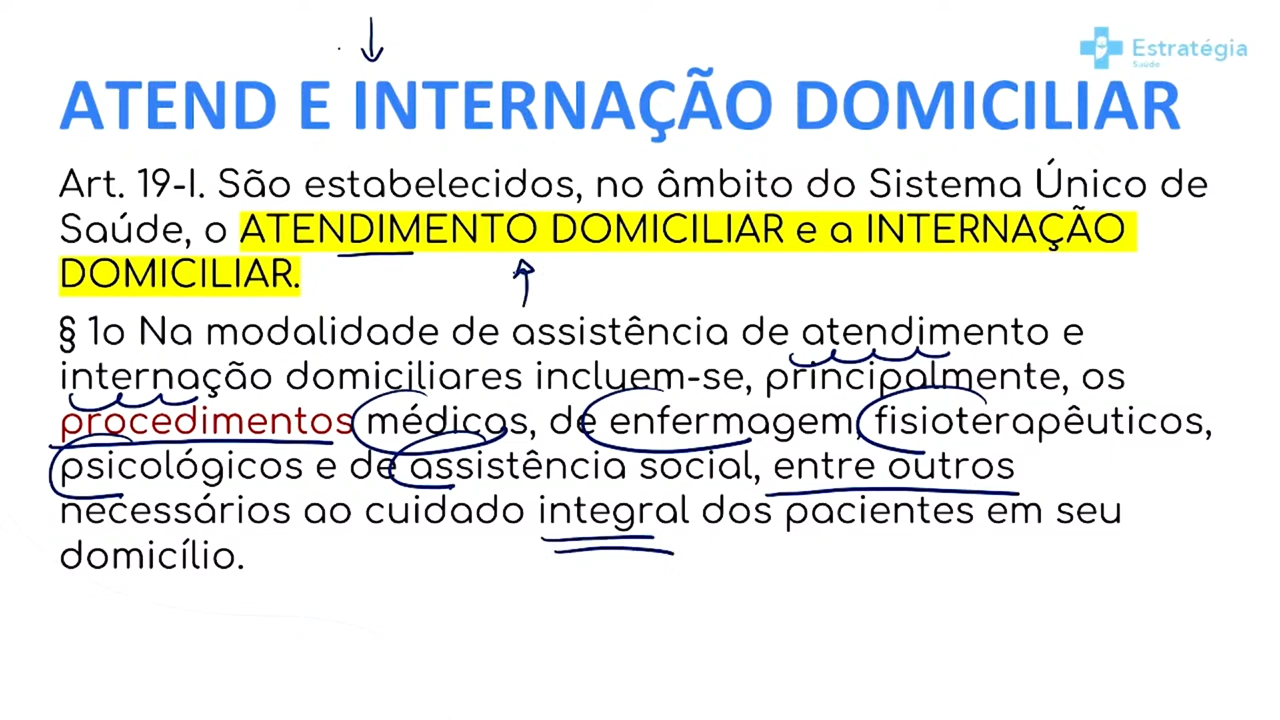 Estratégia
Saúde
ATEND E INTERNAÇÃO DOMICILIAR
Art. 19-I. São estabelecidos, no âmbito do Sistema Único de
Saúde, o ATENDIMENTO DOMICILIAR e a INTERNAÇÃO
DOMICILIAR.
§ 1o Na modalidade de assistência de atendimento e
internação domiciliares incluem-se, principalmente, os
procedimentos médicos, de enfermagem, fisioterapêuticos,
psicológicos e de assistência social, entre outros
necessários ao cuidado integral dos pacientes em seu
domicílio.